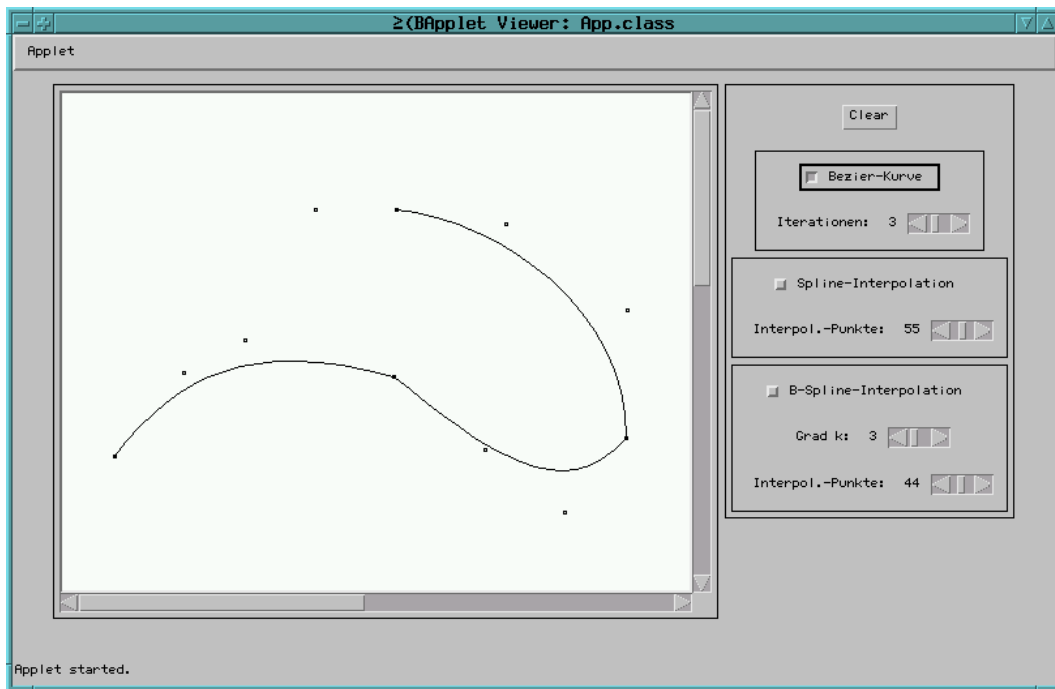 ≥(BApplet Viewer: App.class
Applet
Clear
Bezier-Kurve
Iterationen: 3
Spline-Interpolation
Interpol.-Punkte: 55
B-Spline-Interpolation
Grad k: 3
Interpol.-Punkte: 44
Applet started.